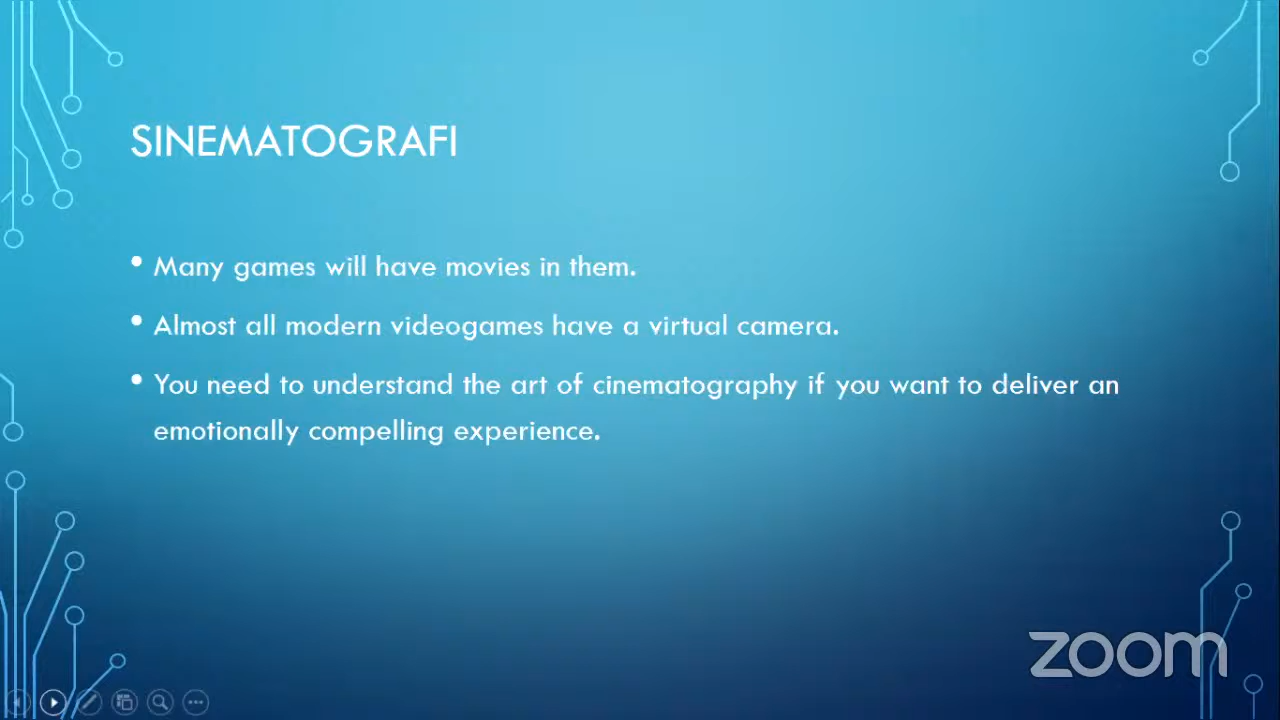 SINEMATOGRAFI
• Many games will have movies in them.
• Almost all modern videogames have a virtual camera.
• You need to understand the art of cinematography if you want to deliver an
emotionally compelling experience.
zoom